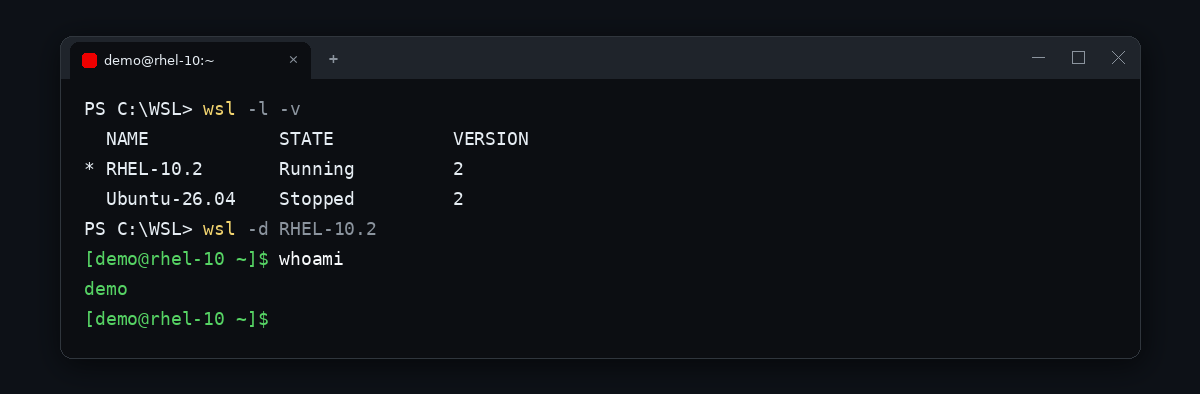 demo@rhel-10:~
PS C:\WSL> wsl -l -v
  NAME            STATE           VERSION
* RHEL-10.2       Running         2
  Ubuntu-26.04    Stopped         2
PS C:\WSL> wsl -d RHEL-10.2
[demo@rhel-10 ~]$ whoami
demo
[demo@rhel-10 ~]$